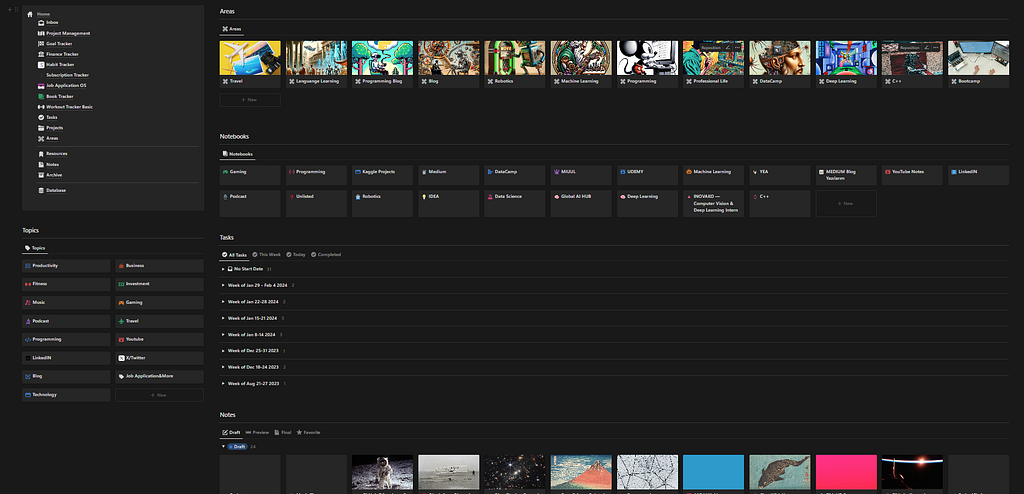 Home
Inbox
Project Management
Goal Tracker
Finance Tracker
Habit Tracker
Subscription Tracker
Job Application OS
Book Tracker
Workout Tracker Basic
Tasks
Projects
Areas
Resources
Notes
Archive
Database
Topics
Topics
Productivity
Business
Fitness
Investment
Music
Gaming
Podcast
Travel
Programming
Youtube
LinkedIN
X/Twitter
Blog
Job Application&More
Technology
+ New
Areas
Areas
Reposition
Reposition
Travel
Languange Learning
Programming Blog
Blog
Robotics
Machine Learning
Programming
Professional Life
DataCamp
Deep Learning
C++
Bootcamp
+ New
Notebooks
Notebooks
Gaming
Programming
Kaggle Projects
Medium
DataCamp
MIUUL
UDEMY
Machine Learning
YEA
MEDIUM Blog
Yazılarım
YouTube Notes
LinkedIN
Podcast
Unlisted
Robotics
IDEA
Data Science
Global AI HUB
Deep Learning
INOVAKO —
Computer Vision &
Deep Learning Intern
C++
+ New
Tasks
All Tasks
This Week
Today
Completed
No Start Date
Week of Jan 29 - Feb 4 2024
Week of Jan 22-28 2024
Week of Jan 15-21 2024
Week of Jan 8-14 2024
Week of Dec 25-31 2023
Week of Dec 18-24 2023
Week of Aug 21-27 2023
Notes
Draft
Preview
Final
Favorite
Draft 24